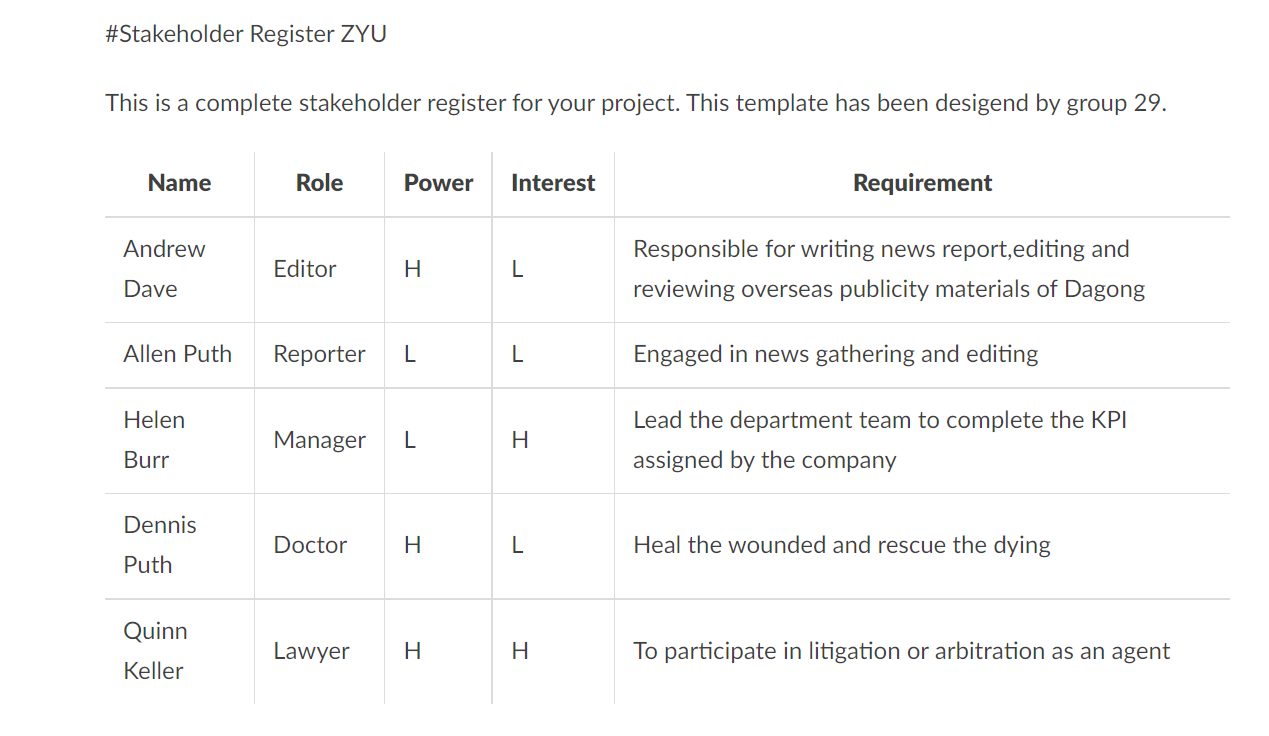 #Stakeholder Register ZYU
This is a complete stakeholder register for your project. This template has been desigend by group 29.
Name Role Power Interest Requirement
Andrew Dave Editor H L Responsible for writing news report,editing and reviewing overseas publicity materials of Dagong
Allen Puth Reporter L L Engaged in news gathering and editing
Helen Burr Manager L H Lead the department team to complete the KPI assigned by the company
Dennis Puth Doctor H L Heal the wounded and rescue the dying
Quinn Keller Lawyer H H To participate in litigation or arbitration as an agent